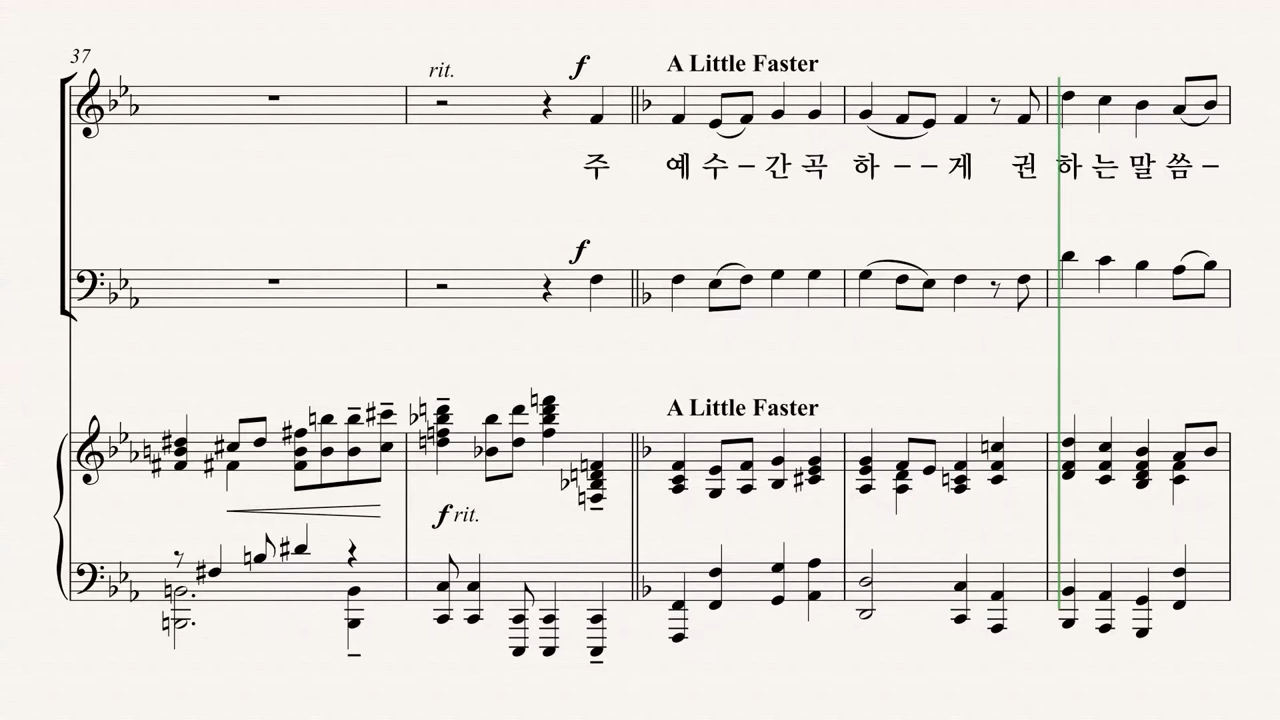 37
rit.
f
A Little Faster
주 예 수 – 간 곡 하 – – 게 권 하 는 말 씀 –
f
A Little Faster
f rit.